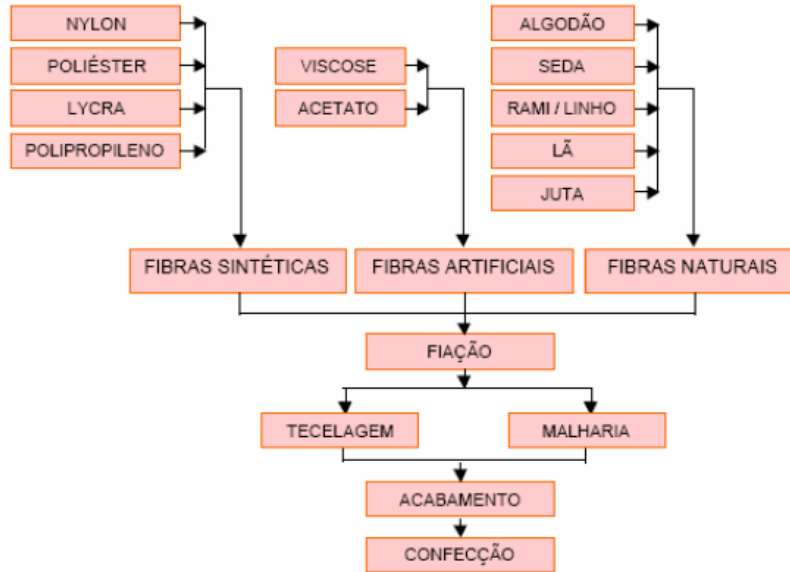 NYLON
POLIÉSTER
LYCRA
POLIPROPILENO
VISCOSE
ACETATO
ALGODÃO
SEDA
RAMI / LINHO
LÃ
JUTA
FIBRAS SINTÉTICAS
FIBRAS ARTIFICIAIS
FIBRAS NATURAIS
FIAÇÃO
TECELAGEM
MALHARIA
ACABAMENTO
CONFECÇÃO